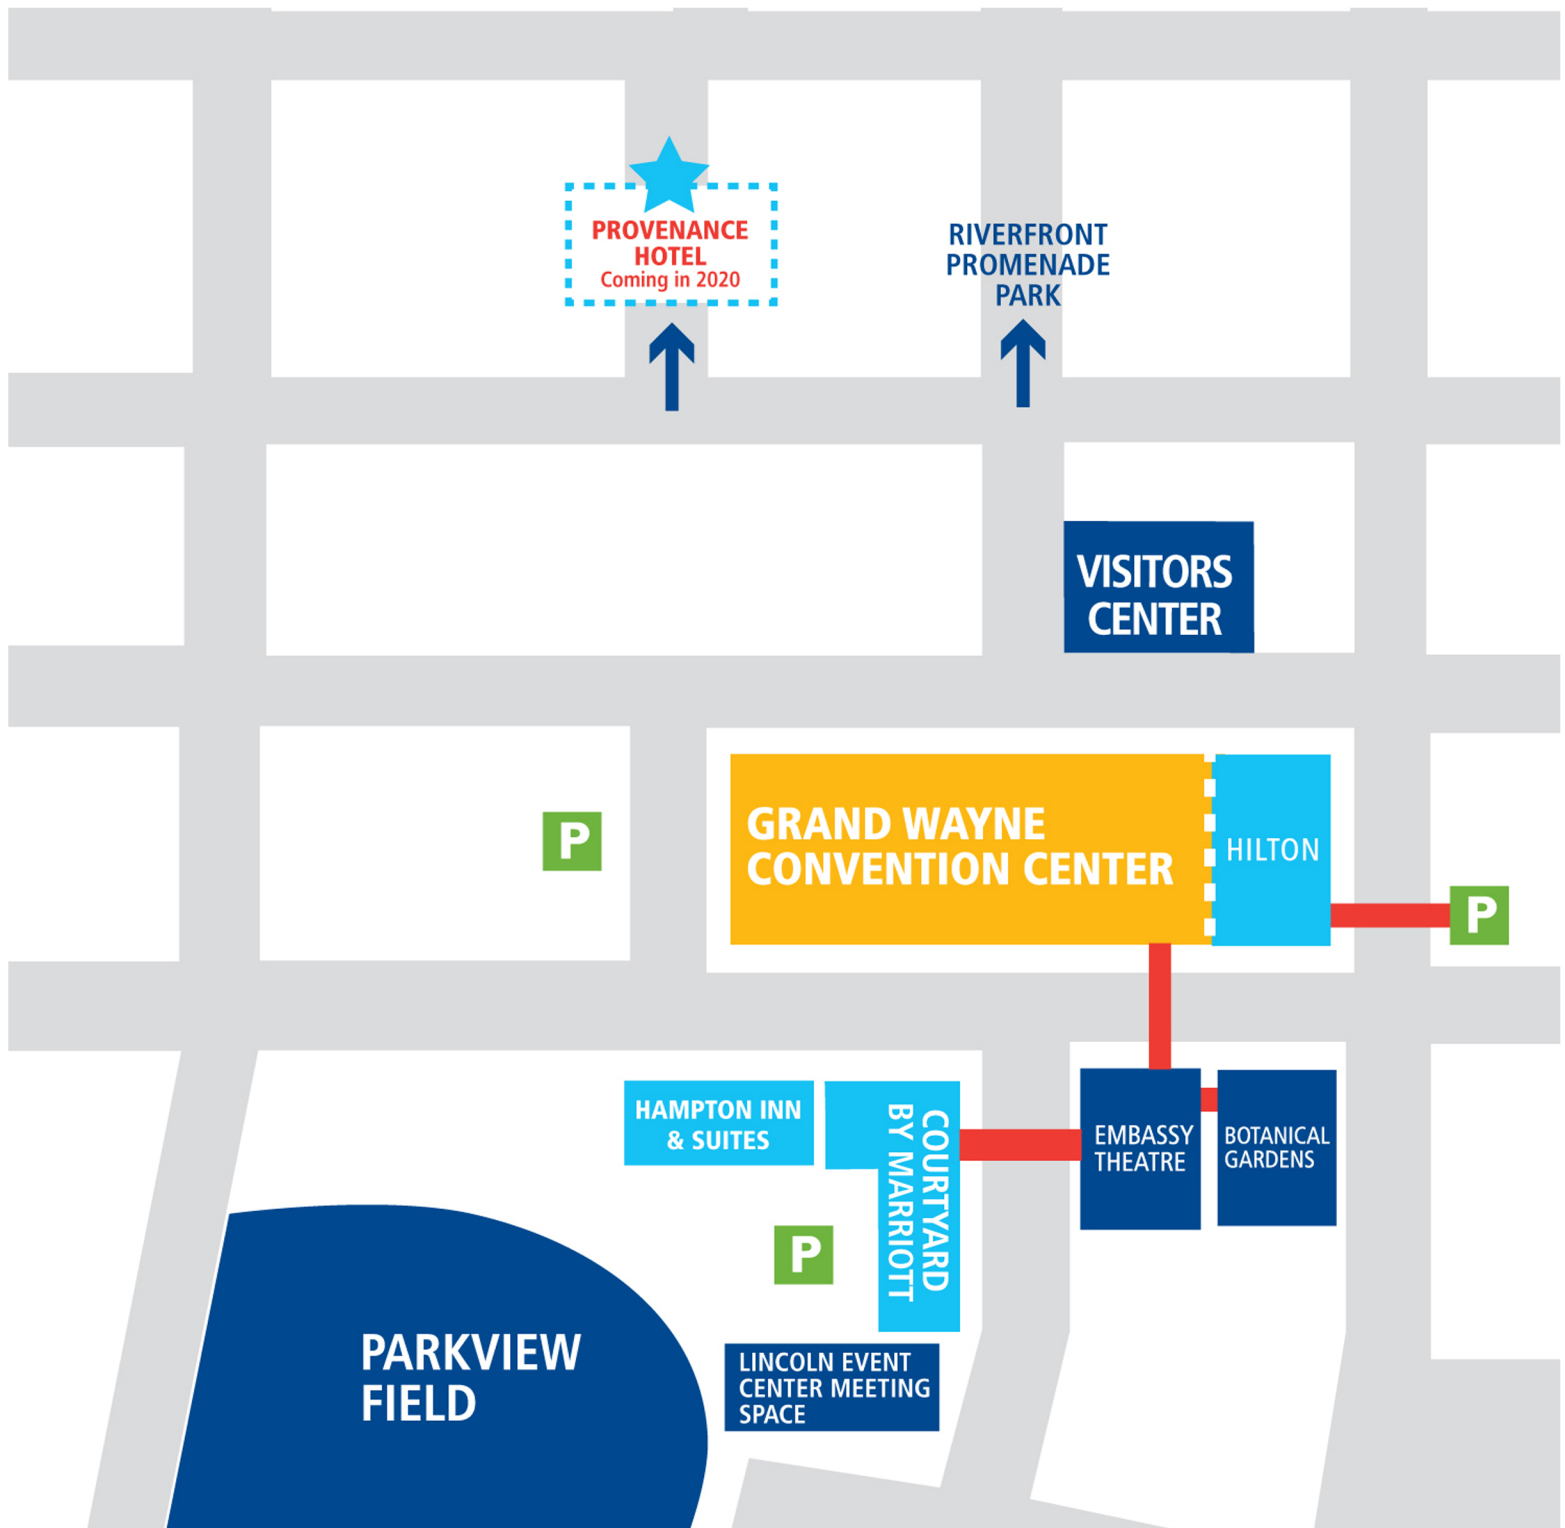 PROVENANCE
HOTEL
Coming in 2020
RIVERFRONT
PROMENADE
PARK
VISITORS
CENTER
GRAND WAYNE
CONVENTION CENTER
HILTON
P
P
HAMPTON INN
& SUITES
COURTYARD
BY MARRIOTT
EMBASSY
THEATRE
BOTANICAL
GARDENS
P
PARKVIEW
FIELD
LINCOLN EVENT
CENTER MEETING
SPACE